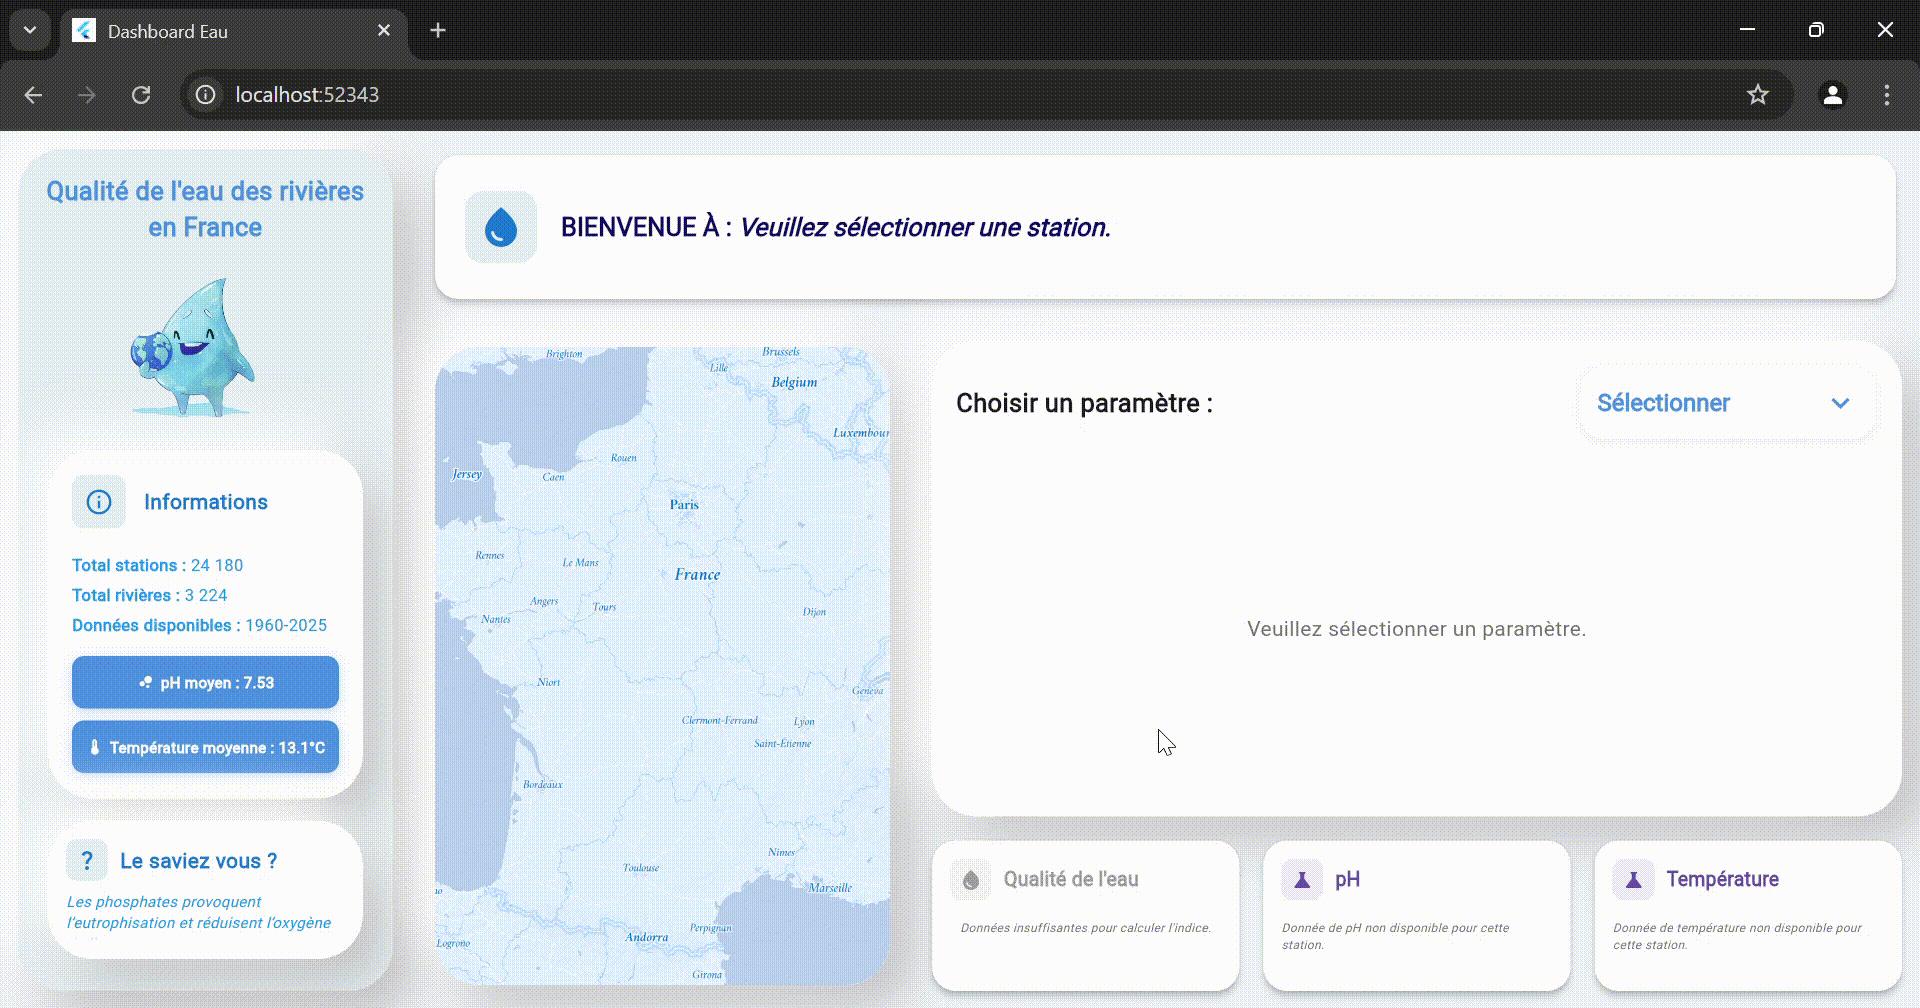 Dashboard Eau
localhost:52343
Qualité de l'eau des rivières
en France
Informations
Total stations : 24 180
Total rivières : 3 224
Données disponibles : 1960-2025
pH moyen : 7.53
Température moyenne : 13.1°C
?
Le saviez vous ?
Les phosphates provoquent
l'eutrophisation et réduisent l'oxygène
BIENVENUE À : Veuillez sélectionner une station.
Brighton
Brussels
Lille
Belgium
Luxembour
Rouen
Jersey
Caen
Paris
Rennes
Le Mans
France
Angers
Tours
Nantes
Dijon
Niort
Geneva
Clermont-Ferrand
Lyon
Saint-Étienne
Bordeaux
Nimes
Toulouse
Marseille
Perpignan
Andorra
Logroño
Girona
Choisir un paramètre :
Sélectionner
Veuillez sélectionner un paramètre.
Qualité de l'eau
Données insuffisantes pour calculer l'indice.
pH
Donnée de pH non disponible pour cette
station.
Température
Donnée de température non disponible pour
cette station.